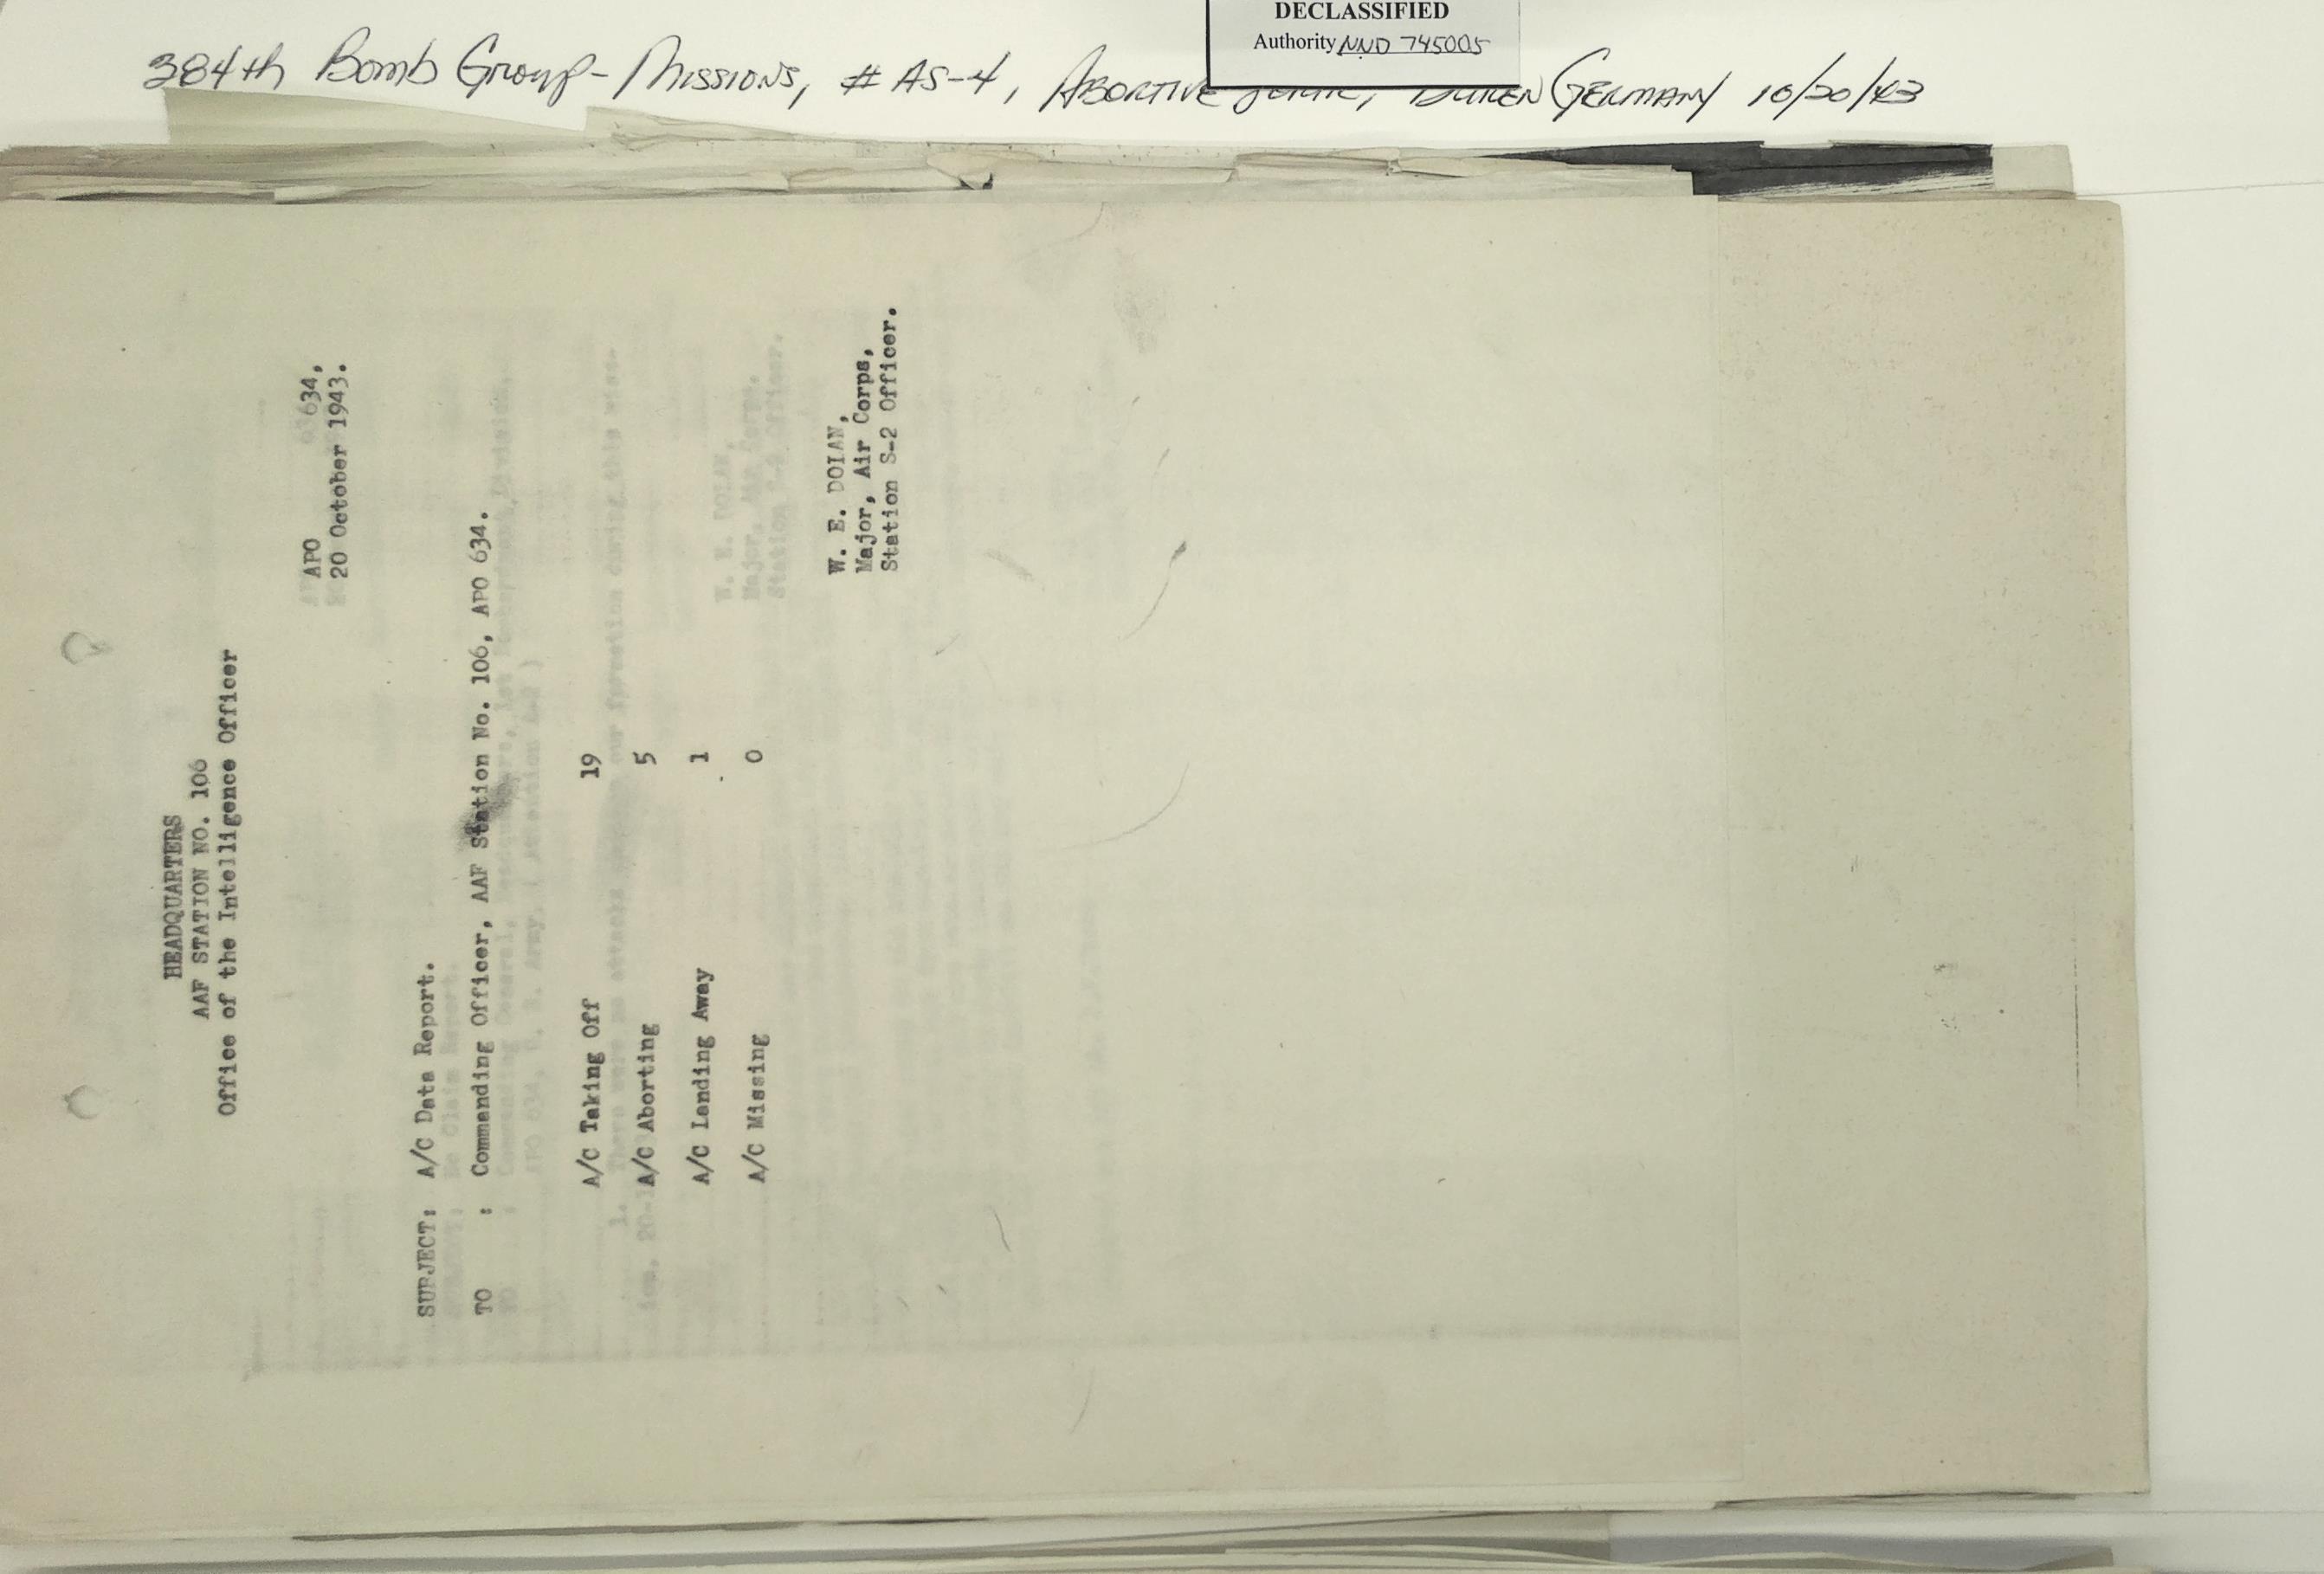 DECLASSIFIED
Authority NND 745005
384th Bomb Group - Missions, # AS-4, Abortive Germany 10/20/43
HEADQUARTERS
AAF STATION NO. 106
Office of the Intelligence Officer
APO 634,
20 October 1943.
SUBJECT: A/C Data Report.
TO : Commanding Officer, AAF Station No. 106, APO 634.
A/C Taking Off 19
A/C Aborting 5
A/C Landing Away 1
A/C Missing 0
W. E. DOLAN,
Major, Air Corps,
Station S-2 Officer.